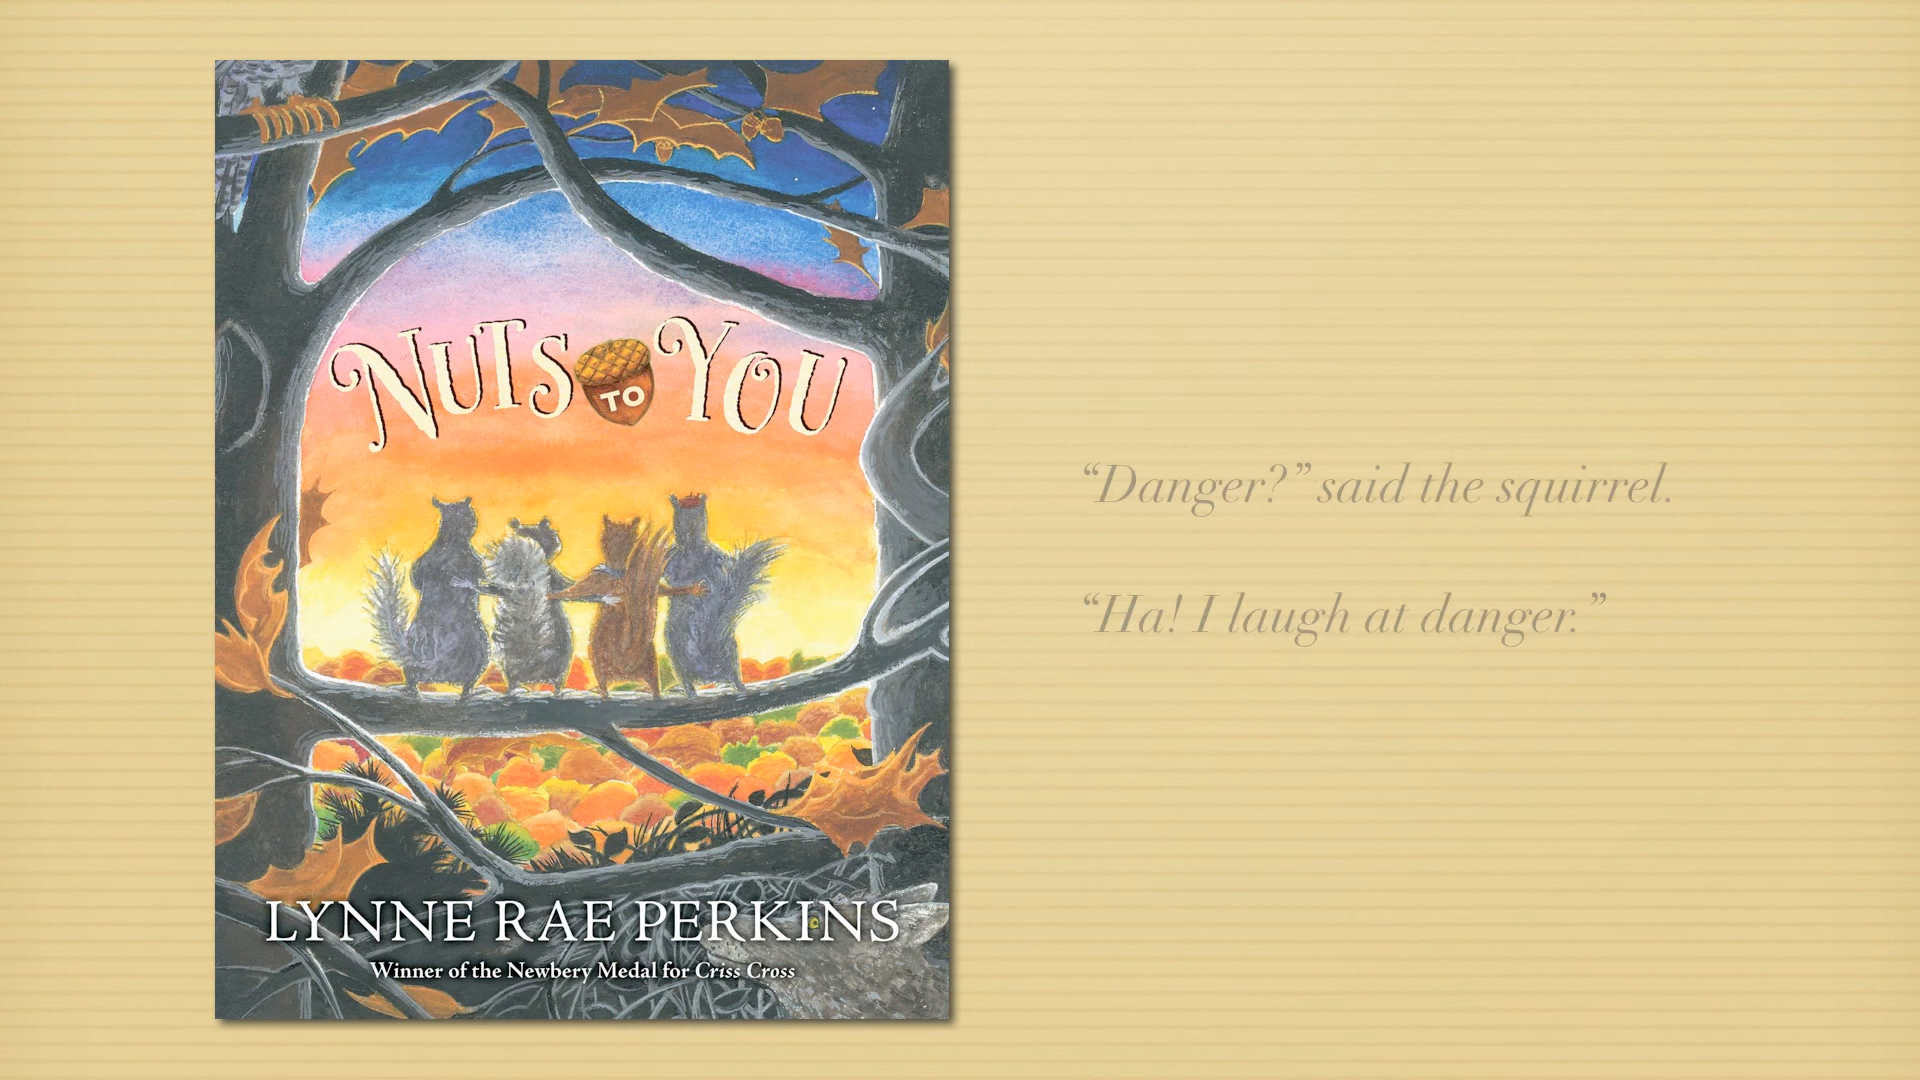 NUTS TO YOU
LYNNE RAE PERKINS
Winner of the Newbery Medal for Criss Cross
“Danger?” said the squirrel.
“Ha! I laugh at danger.”